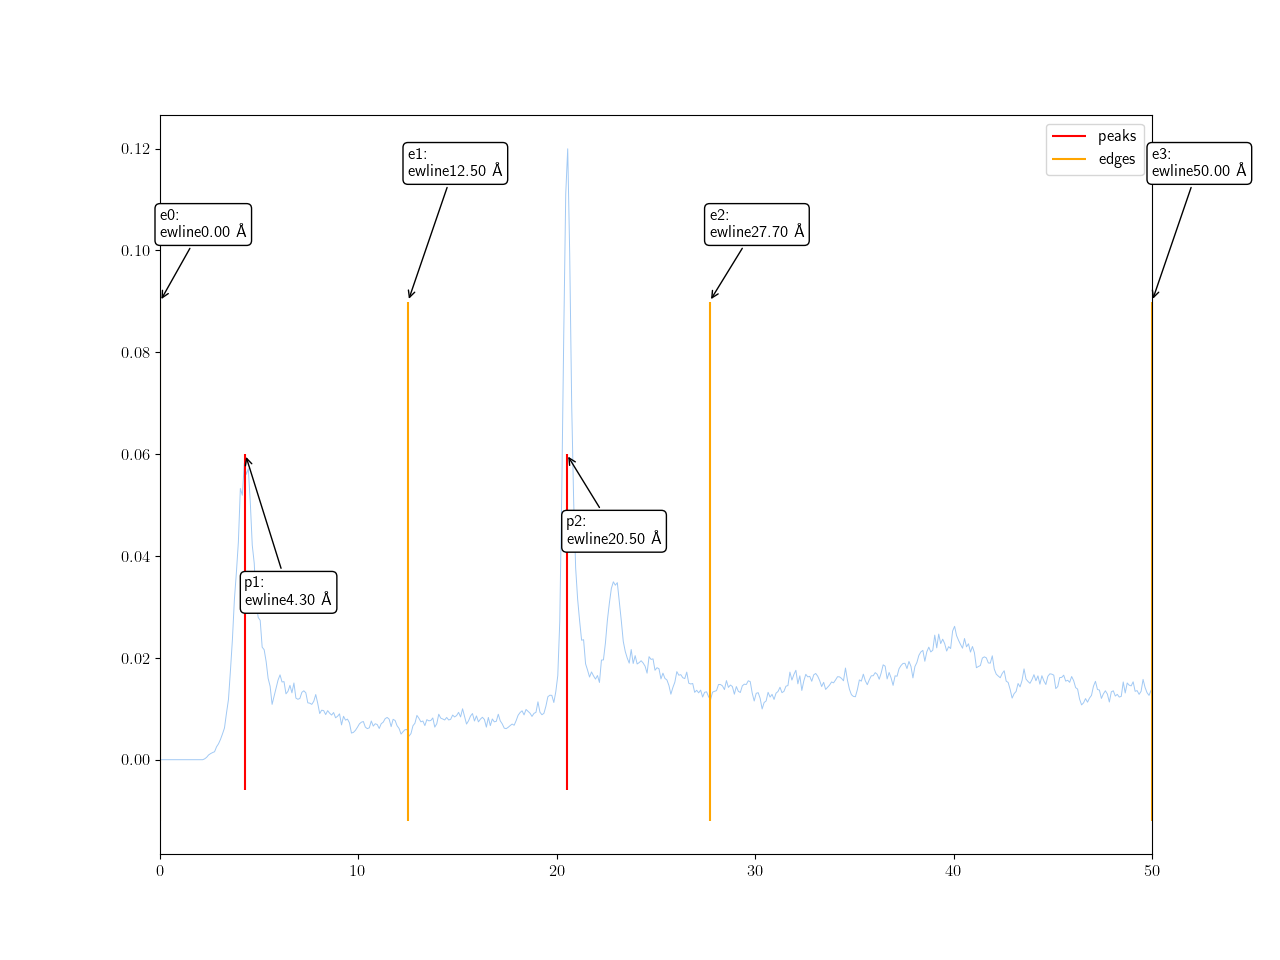 peaks
edges
e0:
ewline0.00 Å
e1:
ewline12.50 Å
e2:
ewline27.70 Å
e3:
ewline50.00 Å
p1:
ewline4.30 Å
p2:
ewline20.50 Å
0.12
0.10
0.08
0.06
0.04
0.02
0.00
0
10
20
30
40
50